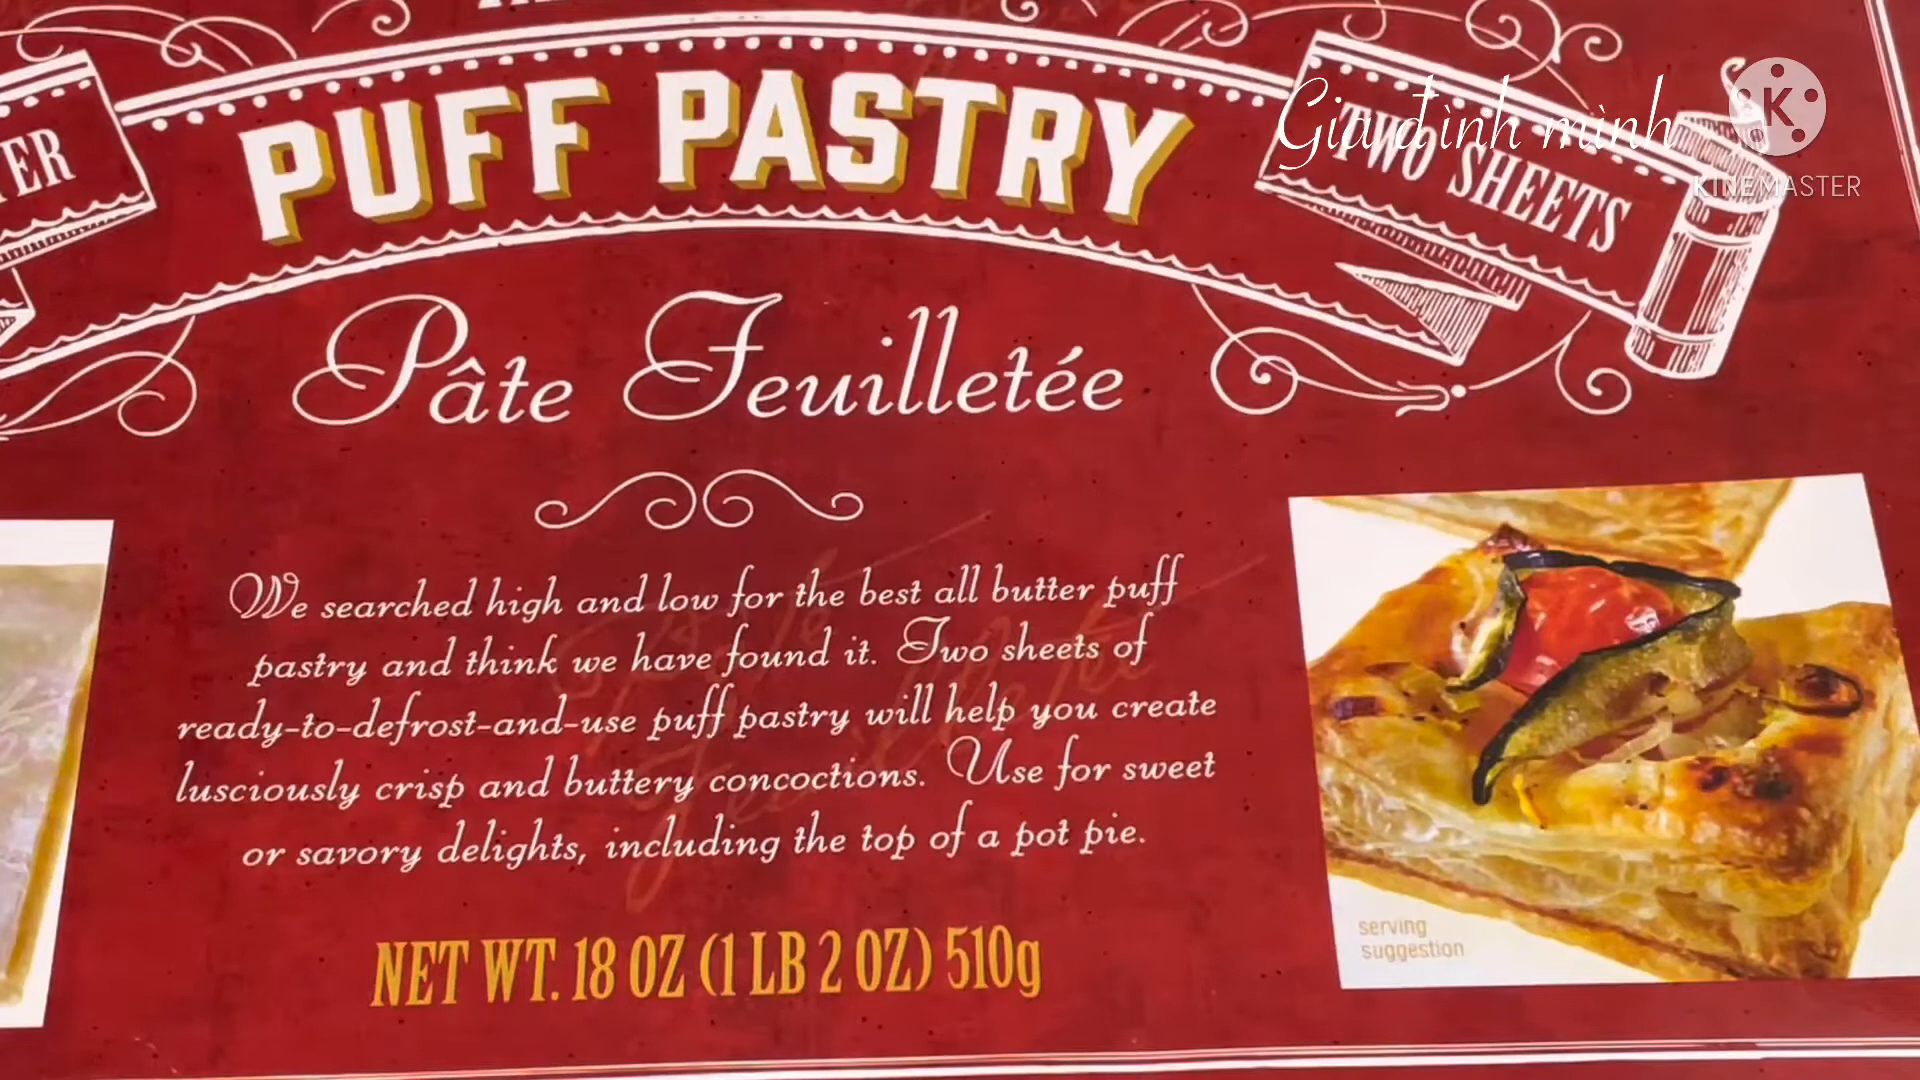 PUFF PASTRY
TWO SHEETS
Gia đình mình
K
KINEMASTER
Pâte Feuilletée
We searched high and low for the best all butter puff
pastry and think we have found it. Two sheets of
ready-to-defrost-and-use puff pastry will help you create
lusciously crisp and buttery concoctions. Use for sweet
or savory delights, including the top of a pot pie.
NET WT. 18 OZ (1 LB 2 OZ) 510g
serving
suggestion